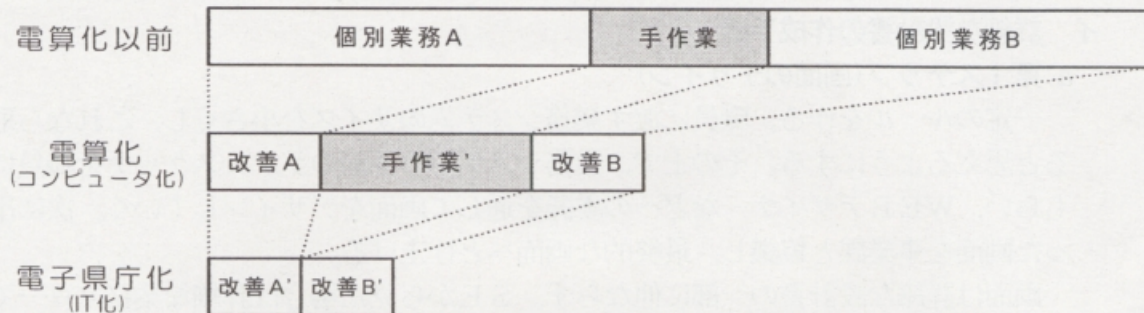 電算化以前
個別業務A
手作業
個別業務B
電算化
(コンピュータ化)
改善A
手作業'
改善B
電子県庁化
(IT化)
改善A'
改善B'